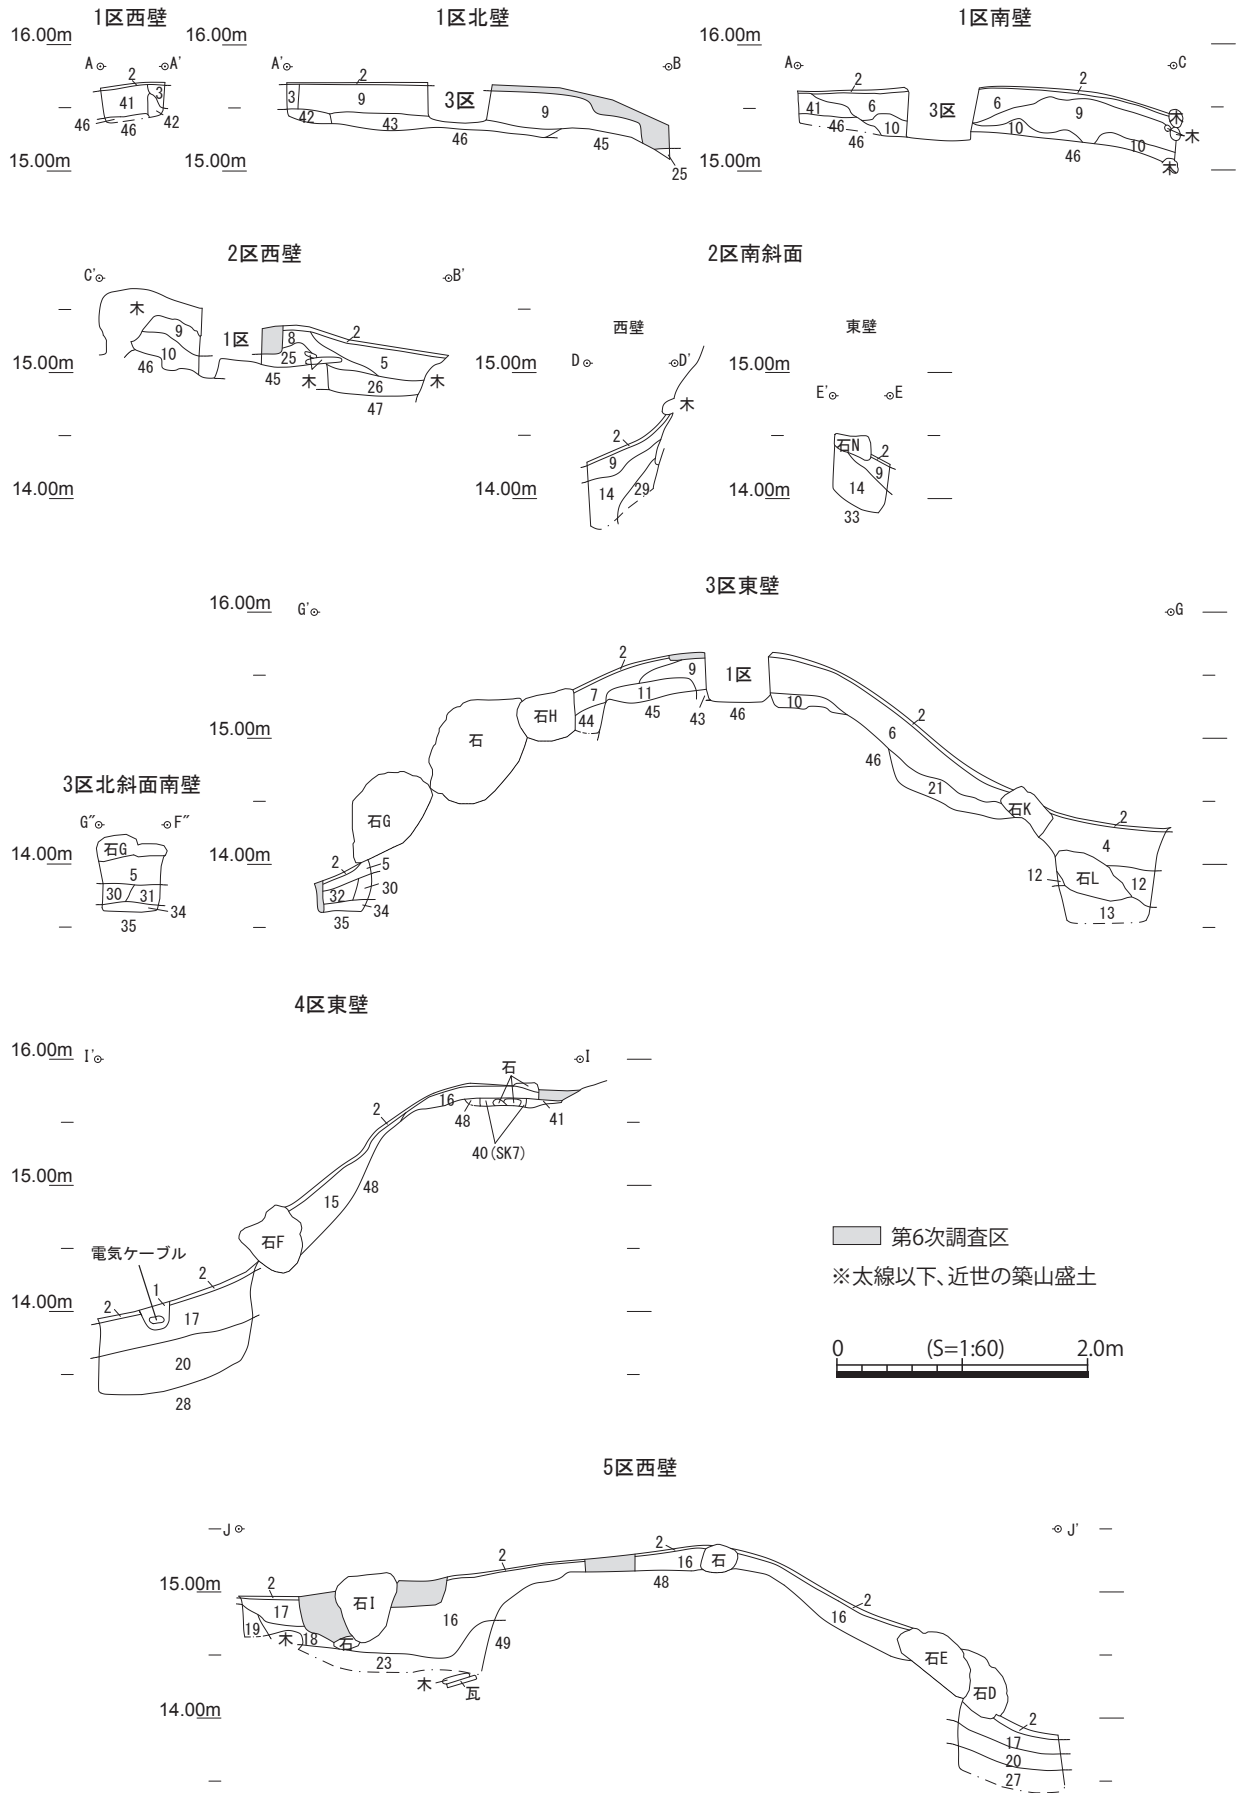 1区西壁
16.00m
A A'
2
41 3
46 46 42
15.00m
1区北壁
16.00m
A' B
2
3 9 3区 9
42 43
46 45
25
15.00m
1区南壁
16.00m
A C
2 2
41 6 3区 6 9
46 10 10 10
46 46
木
木
木
15.00m
2区西壁
C' B'
木
9 1区 8 2
10 25 5
46 45 木 26 木
47
15.00m
14.00m
2区南斜面
西壁
15.00m
D D'
木
2
9
14 29
14.00m
東壁
15.00m
E' E
石N 2
9
14
33
14.00m
3区東壁
16.00m
G' G
2
9 1区
7 11 10
石H 44 45 43 46
石
15.00m
2
6
46
21
石K
2
石G
14.00m
2 5
32 30
34
35
4
12 石L 12
13
3区北斜面南壁
G" F"
石G
14.00m
5
30 31
34
35
4区東壁
16.00m
I' I
石
2 16
48 41
40(SK7)
15.00m
15 48
石F
電気ケーブル
2 1 2
14.00m
17
20
28
第6次調査区
※太線以下、近世の築山盛土
0 (S=1:60) 2.0m
5区西壁
J J'
2 2 2
15.00m
17 石I 16 石
48
16 16 2
19 木 18 石
49
23
石E
木 瓦
石D
14.00m
2
17
20
27